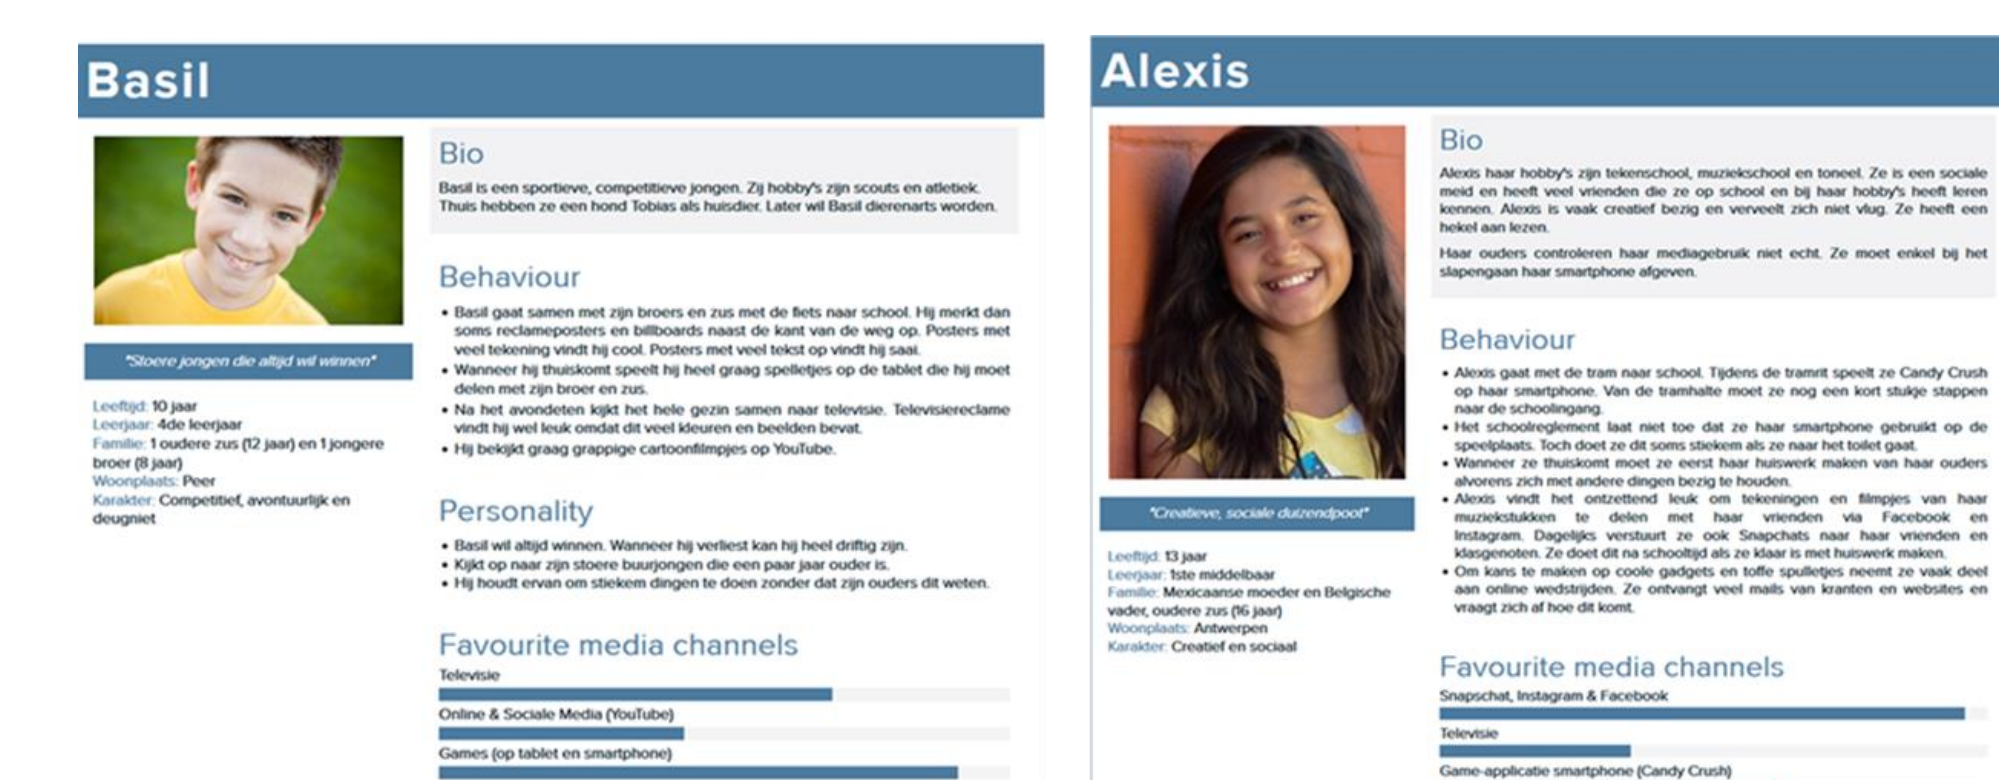 Basil
"Stoere jongen die altijd wil winnen"
Leeftijd: 10 jaar
Leerjaar: 4de leerjaar
Familie: 1 oudere zus (12 jaar) en 1 jongere
broer (8 jaar)
Woonplaats: Peer
Karakter: Competitief, avontuurlijk en
deugniet
Bio
Basil is een sportieve, competitieve jongen. Zij hobby's zijn scouts en atletiek.
Thuis hebben ze een hond Tobias als huisdier. Later wil Basil dierenarts worden.
Behaviour
• Basil gaat samen met zijn broers en zus met de fiets naar school. Hij merkt dan
soms reclameposters en billboards naast de kant van de weg op. Posters met
veel tekening vindt hij cool. Posters met veel tekst op vindt hij saai.
• Wanneer hij thuiskomt speelt hij heel graag spelletjes op de tablet die hij moet
delen met zijn broer en zus.
• Na het avondeten kijkt het hele gezin samen naar televisie. Televisiereclame
vindt hij wel leuk omdat dit veel kleuren en beelden bevat.
• Hij bekijkt graag grappige cartoonfilmpjes op YouTube.
Personality
• Basil wil altijd winnen. Wanneer hij verliest kan hij heel driftig zijn.
• Kijkt op naar zijn stoere buurjongen die een paar jaar ouder is.
• Hij houdt ervan om stiekem dingen te doen zonder dat zijn ouders dit weten.
Favourite media channels
Televisie
Online & Sociale Media (YouTube)
Games (op tablet en smartphone)
Alexis
"Creatieve, sociale duizendpoot"
Leeftijd: 13 jaar
Leerjaar: 1ste middelbaar
Familie: Mexicaanse moeder en Belgische
vader, oudere zus (16 jaar)
Woonplaats: Antwerpen
Karakter: Creatief en sociaal
Bio
Alexis haar hobby's zijn tekenschool, muziekschool en toneel. Ze is een sociale
meid en heeft veel vrienden die ze op school en bij haar hobby's heeft leren
kennen. Alexis is vaak creatief bezig en verveelt zich niet vlug. Ze heeft een
hekel aan lezen.
Haar ouders controleren haar mediagebruik niet echt. Ze moet enkel bij het
slapengaan haar smartphone afgeven.
Behaviour
• Alexis gaat met de tram naar school. Tijdens de tramrit speelt ze Candy Crush
op haar smartphone. Van de tramhalte moet ze nog een kort stukje stappen
naar de schoolingang.
• Het schoolreglement laat niet toe dat ze haar smartphone gebruikt op de
speelplaats. Toch doet ze dit soms stiekem als ze naar het toilet gaat.
• Wanneer ze thuiskomt moet ze eerst haar huiswerk maken van haar ouders
alvorens zich met andere dingen bezig te houden.
• Alexis vindt het ontzettend leuk om tekeningen en filmpjes van haar
muziekstukken te delen met haar vrienden via Facebook en
Instagram. Dagelijks verstuurt ze ook Snapchats naar haar vrienden en
klasgenoten. Ze doet dit na schooltijd als ze klaar is met huiswerk maken.
• Om kans te maken op coole gadgets en toffe spulletjes neemt ze vaak deel
aan online wedstrijden. Ze ontvangt veel mails van kranten en websites en
vraagt zich af hoe dit komt.
Favourite media channels
Snapschat, Instagram & Facebook
Televisie
Game-applicatie smartphone (Candy Crush)